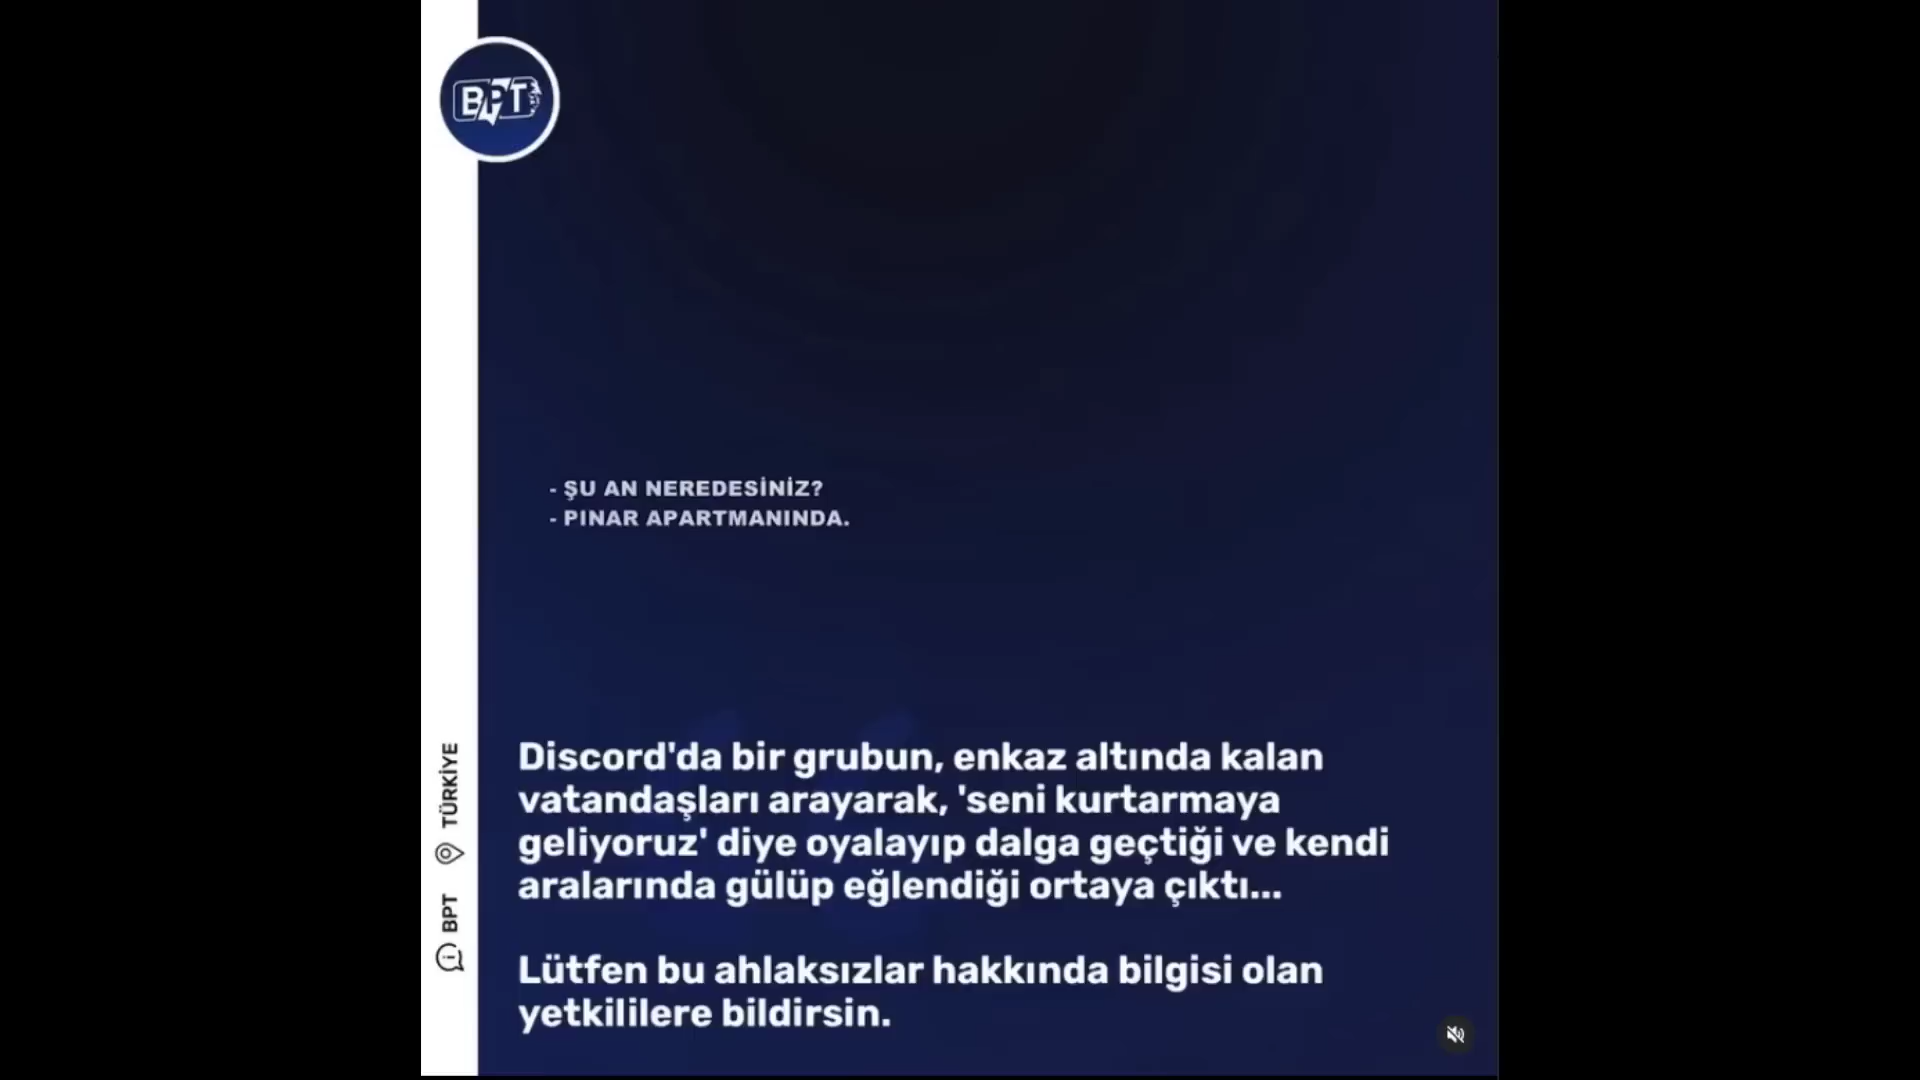 BPT
- ŞU AN NEREDESİNİZ?
- PINAR APARTMANINDA.
Discord'da bir grubun, enkaz altında kalan
vatandaşları arayarak, 'seni kurtarmaya
geliyoruz' diye oyalayıp dalga geçtiği ve kendi
aralarında gülüp eğlendiği ortaya çıktı...
Lütfen bu ahlaksızlar hakkında bilgisi olan
yetkililere bildirsin.
BPT TÜRKİYE